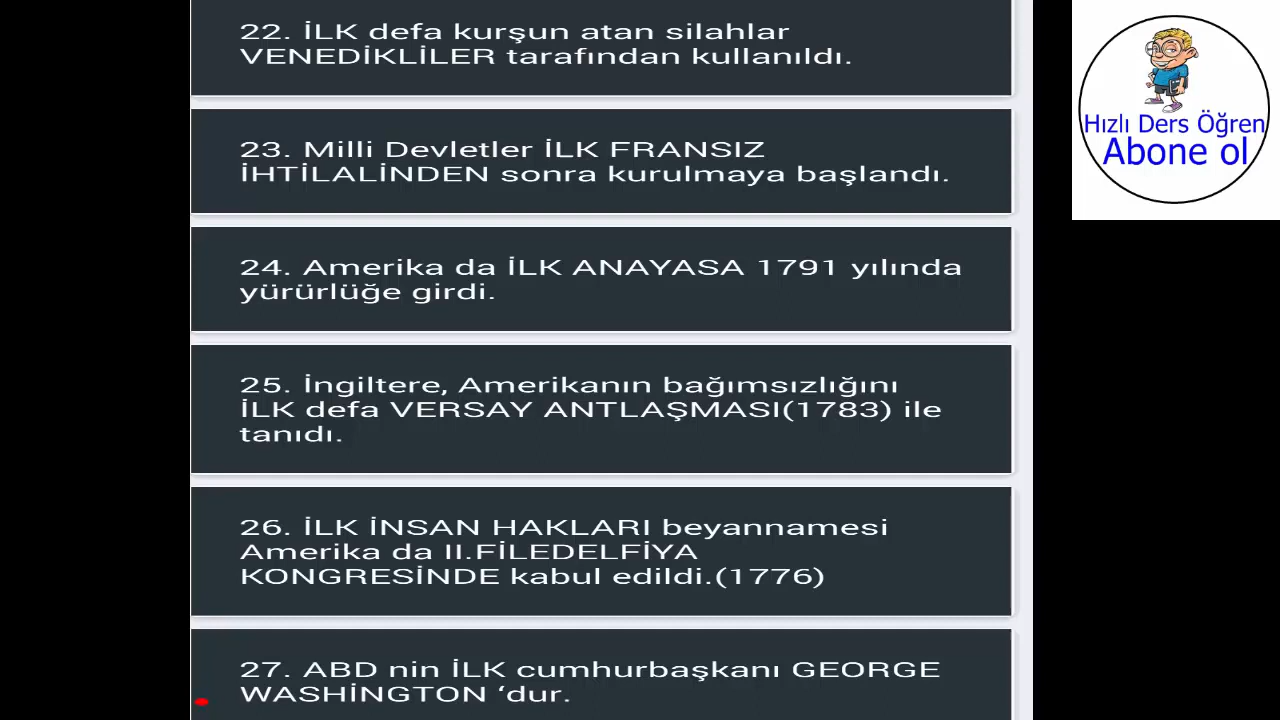 22. İLK defa kurşun atan silahlar
VENEDİKLİLER tarafından kullanıldı.
23. Milli Devletler İLK FRANSIZ
İHTİLALİNDEN sonra kurulmaya başlandı.
24. Amerika da İLK ANAYASA 1791 yılında
yürürlüğe girdi.
25. İngiltere, Amerikanın bağımsızlığını
İLK defa VERSAY ANTLAŞMASI(1783) ile
tanıdı.
26. İLK İNSAN HAKLARI beyannamesi
Amerika da II.FİLEDELFİYA
KONGRESİNDE kabul edildi.(1776)
27. ABD nin İLK cumhurbaşkanı GEORGE
WASHİNGTON ‘dur.
Hızlı Ders Öğren
Abone ol